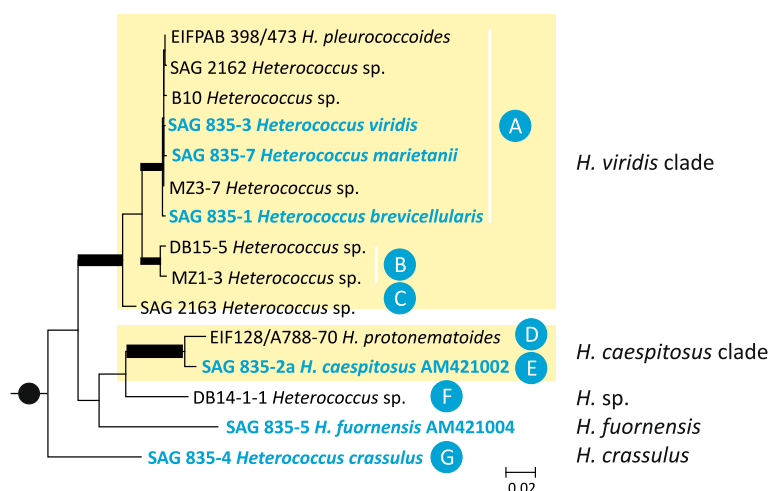 EIFPAB 398/473 H. pleurococcoides
SAG 2162 Heterococcus sp.
B10 Heterococcus sp.
SAG 835-3 Heterococcus viridis
A
SAG 835-7 Heterococcus marietanii
H. viridis clade
MZ3-7 Heterococcus sp.
SAG 835-1 Heterococcus brevicellularis
DB15-5 Heterococcus sp.
B
MZ1-3 Heterococcus sp.
C
SAG 2163 Heterococcus sp.
EIF128/A788-70 H. protonematoides
D
H. caespitosus clade
SAG 835-2a H. caespitosus AM421002
E
DB14-1-1 Heterococcus sp.
F
H. sp.
SAG 835-5 H. fuornensis AM421004
H. fuornensis
SAG 835-4 Heterococcus crassulus
G
H. crassulus
0.02